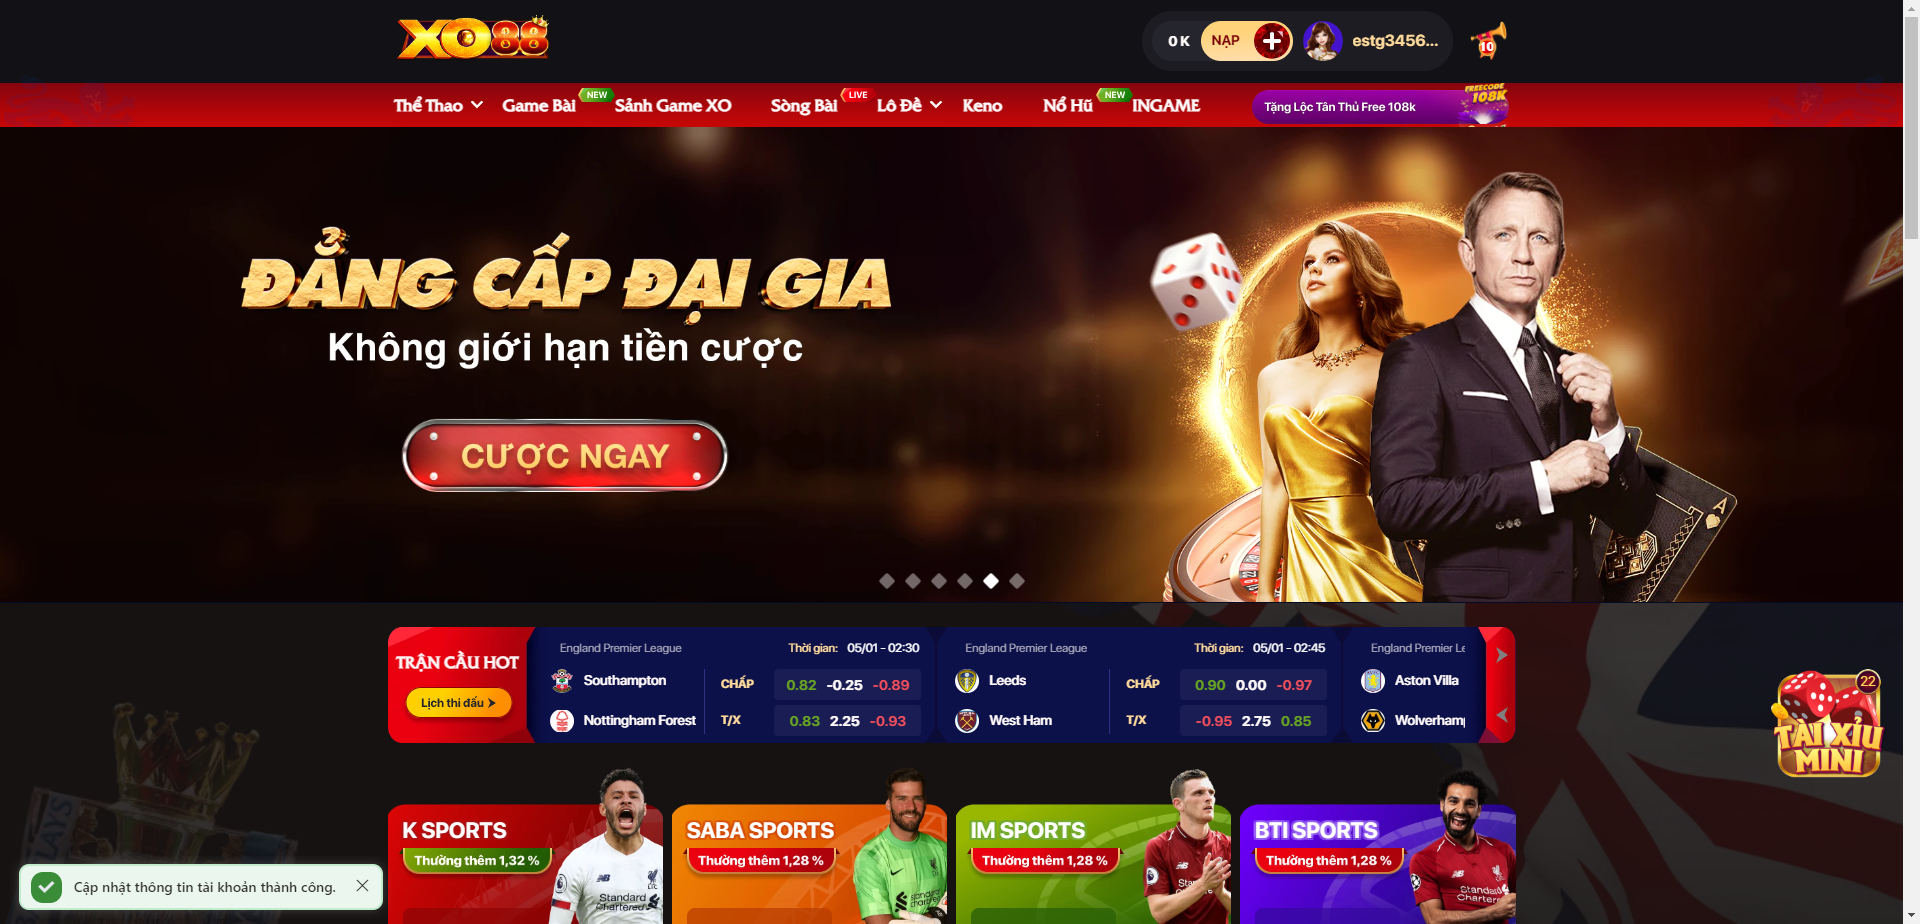 XO88
0 K
NẠP
estg3456...
10
Thể Thao
Game Bài
NEW
Sảnh Game XO
Sòng Bài
LIVE
Lô Đề
Keno
Nổ Hũ
NEW
INGAME
Tặng Lộc Tân Thủ Free 108k
FREECODE
108K
ĐẲNG CẤP ĐẠI GIA
Không giới hạn tiền cược
CƯỢC NGAY
A
TRẬN CẦU HOT
Lịch thi đấu
England Premier League
Thời gian: 05/01 - 02:30
Southampton
Nottingham Forest
CHẤP
0.82 -0.25 -0.89
T/X
0.83 2.25 -0.93
England Premier League
Thời gian: 05/01 - 02:45
Leeds
West Ham
CHẤP
0.90 0.00 -0.97
T/X
-0.95 2.75 0.85
England Premier Le
Aston Villa
Wolverhamp
22
TÀI XỈU
MINI
K SPORTS
Thường thêm 1,32 %
SABA SPORTS
Thường thêm 1,28 %
IM SPORTS
Thường thêm 1,28 %
BTI SPORTS
Thường thêm 1,28 %
Standard
Chartered
Cập nhật thông tin tài khoản thành công.